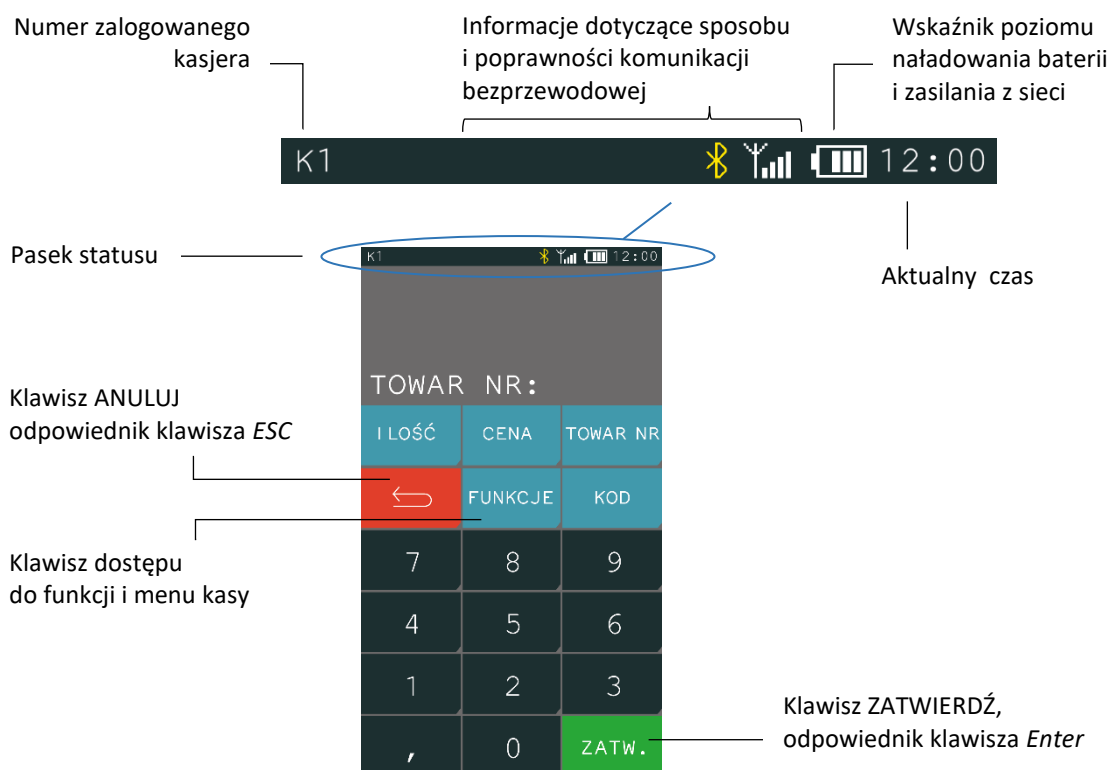 Numer zalogowanego
kasjera
Informacje dotyczące sposobu
i poprawności komunikacji
bezprzewodowej
Wskaźnik poziomu
naładowania baterii
i zasilania z sieci
K1
12:00
Pasek statusu
K1
12:00
Aktualny czas
TOWAR NR:
Klawisz ANULUJ
odpowiednik klawisza ESC
ILOŚĆ CENA TOWAR NR
FUNKCJE KOD
Klawisz dostępu
do funkcji i menu kasy
7 8 9
4 5 6
1 2 3
, 0 ZATW.
Klawisz ZATWIERDŹ,
odpowiednik klawisza Enter